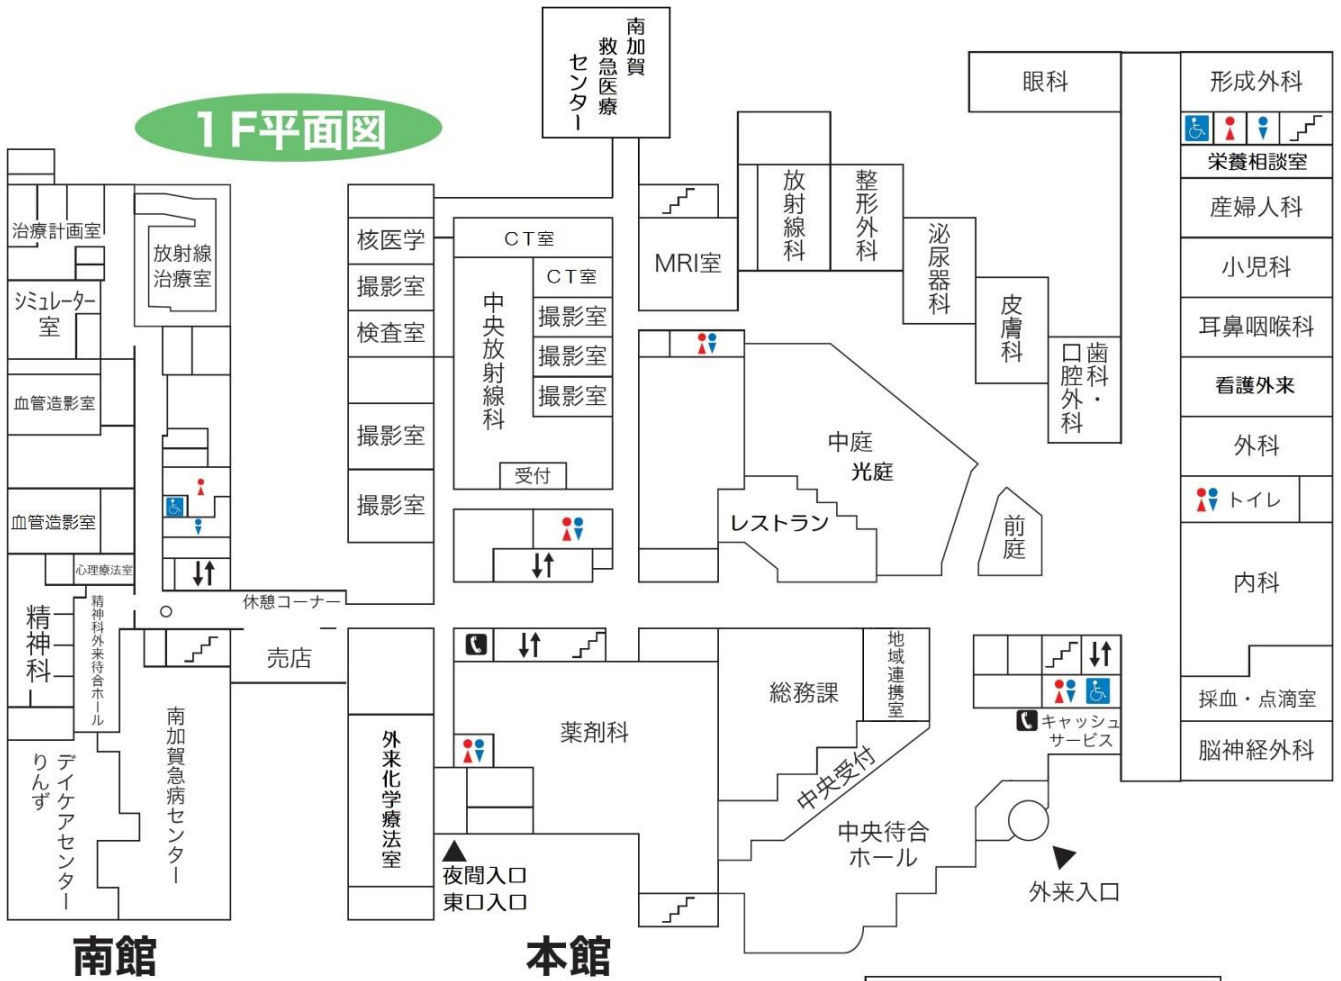 1F平面図
南加賀
救急医療
センター
眼科
形成外科
栄養相談室
産婦人科
小児科
耳鼻咽喉科
看護外来
外科
トイレ
内科
採血・点滴室
脳神経外科
放射線科
整形外科
泌尿器科
皮膚科
歯科・
口腔外科
MRI室
治療計画室
放射線
治療室
シミュレーター
室
血管造影室
血管造影室
心理療法室
精神科
精神科外来待合ホール
デイケアセンター
りんず
南加賀急病センター
休憩コーナー
売店
核医学
撮影室
検査室
撮影室
撮影室
CT室
CT室
中央放射線科
撮影室
撮影室
撮影室
受付
中庭
光庭
レストラン
前庭
薬剤科
総務課
地域連携室
中央受付
中央待合
ホール
キャッシュ
サービス
外来入口
外来化学療法室
夜間入口
東口入口
南館
本館